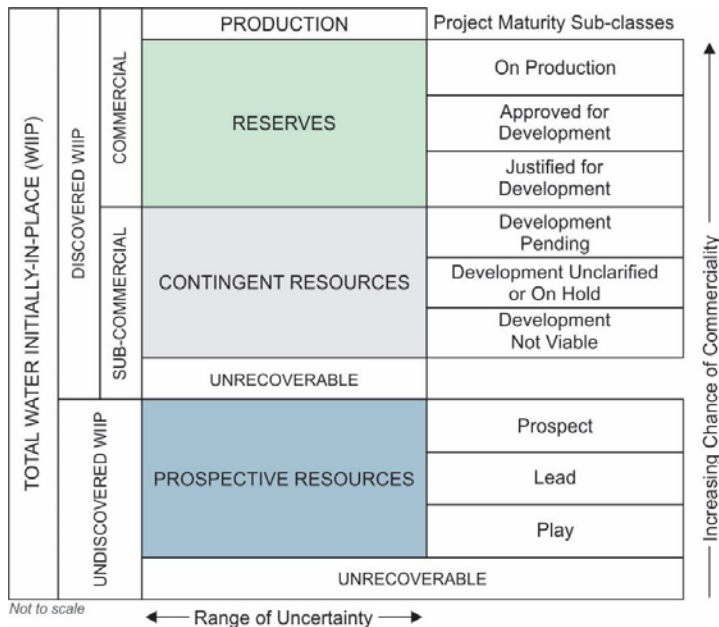 TOTAL WATER INITIALLY-IN-PLACE (WIIP)
DISCOVERED WIIP
UNDISCOVERED WIIP
COMMERCIAL
SUB-COMMERCIAL
PRODUCTION
RESERVES
CONTINGENT RESOURCES
UNRECOVERABLE
PROSPECTIVE RESOURCES
UNRECOVERABLE
Project Maturity Sub-classes
On Production
Approved for
Development
Justified for
Development
Development
Pending
Development Unclarified
or On Hold
Development
Not Viable
Prospect
Lead
Play
Increasing Chance of Commerciality
Not to scale
Range of Uncertainty